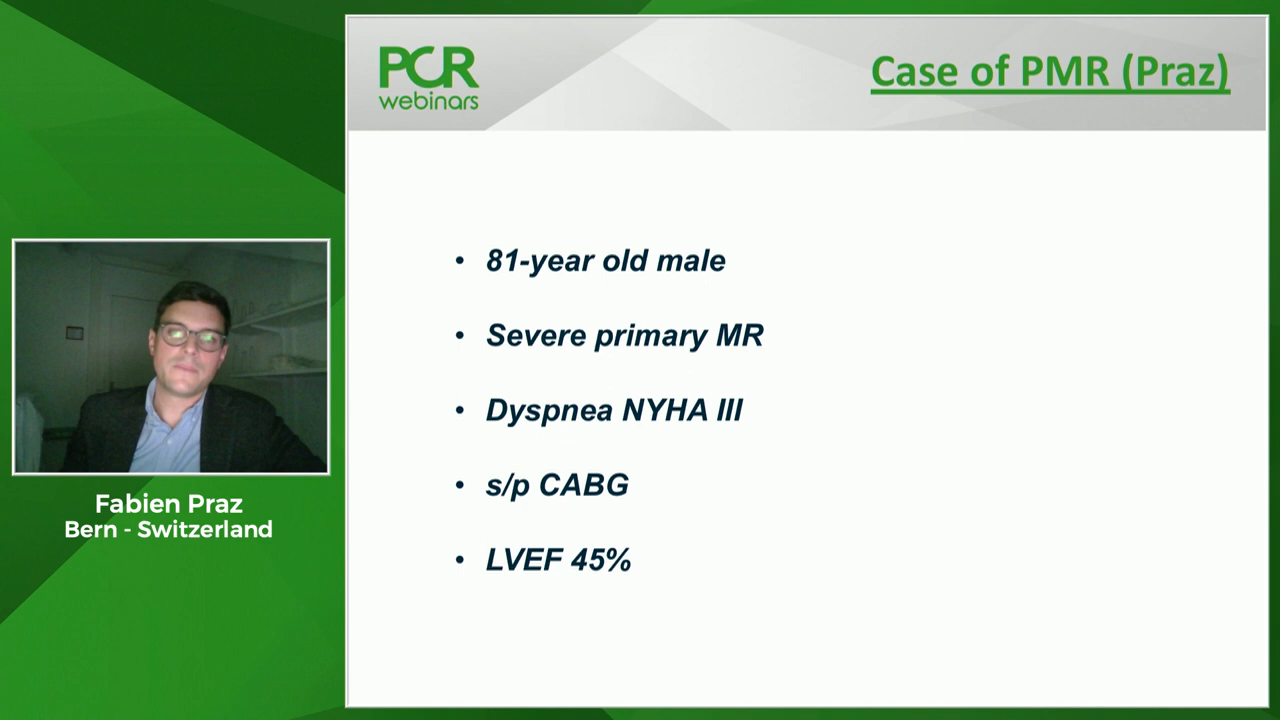 PCR
webinars
Case of PMR (Praz)
• 81-year old male
• Severe primary MR
• Dyspnea NYHA III
• s/p CABG
• LVEF 45%
Fabien Praz
Bern - Switzerland